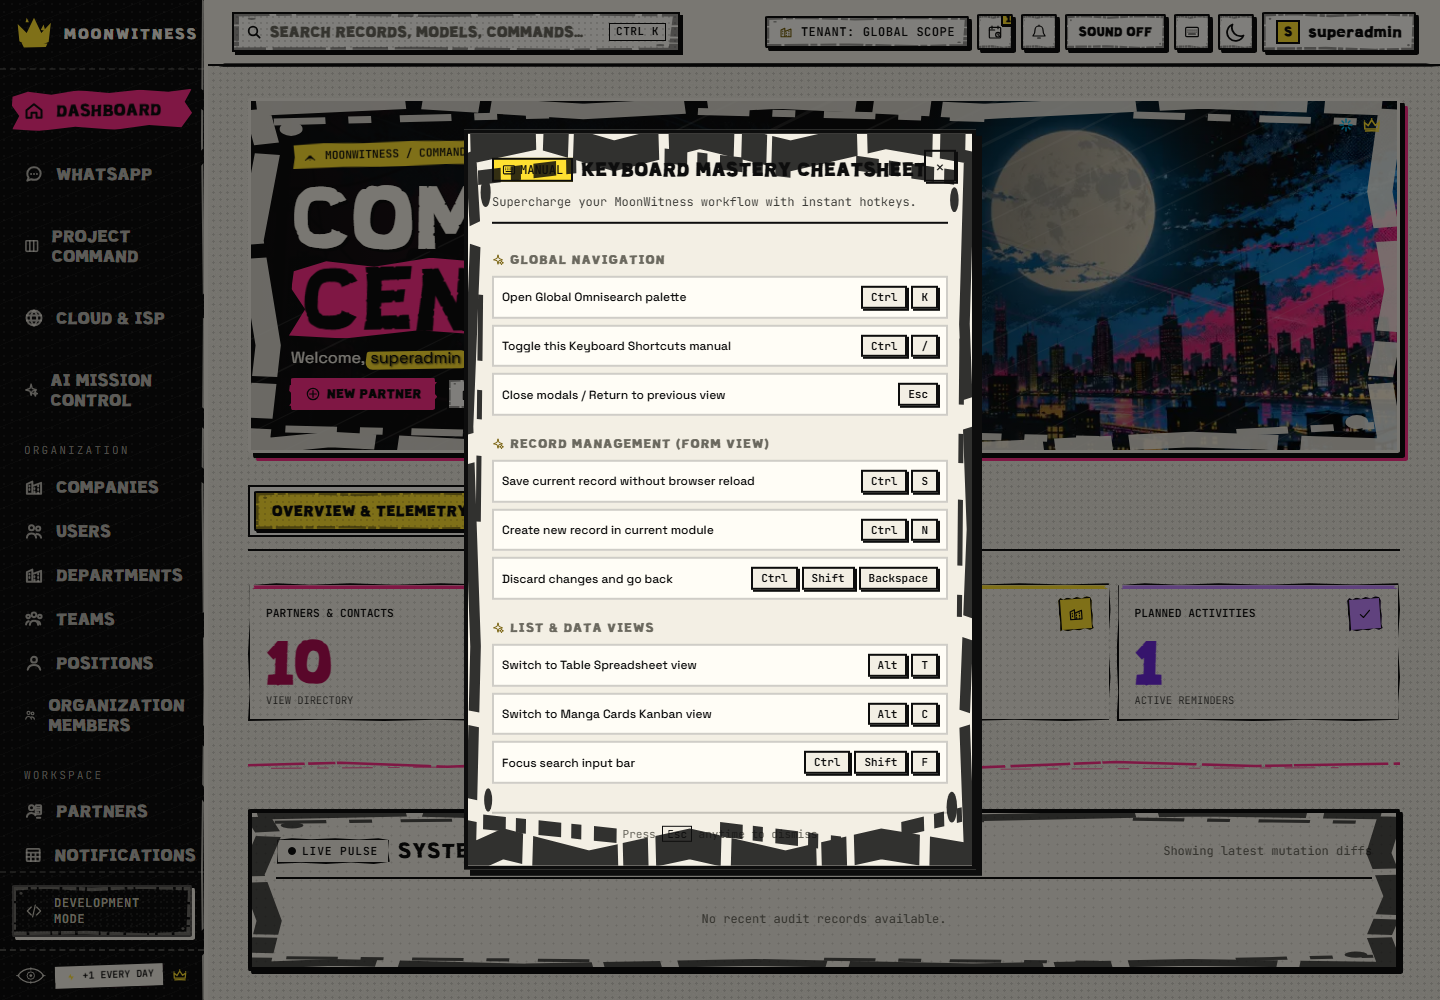 MOONWITNESS
SEARCH RECORDS, MODELS, COMMANDS…
CTRL K
TENANT: GLOBAL SCOPE
SOUND OFF
S
superadmin
DASHBOARD
WHATSAPP
PROJECT
COMMAND
CLOUD & ISP
AI MISSION
CONTROL
ORGANIZATION
COMPANIES
USERS
DEPARTMENTS
TEAMS
POSITIONS
ORGANIZATION
MEMBERS
WORKSPACE
PARTNERS
NOTIFICATIONS
DEVELOPMENT
MODE
+1 EVERY DAY
MOONWITNESS / COMMAND
COM
CEN
Welcome, superadmin
NEW PARTNER
OVERVIEW & TELEMETRY
PARTNERS & CONTACTS
10
VIEW DIRECTORY
PLANNED ACTIVITIES
1
ACTIVE REMINDERS
LIVE PULSE
SYSTE
Showing latest mutation diffs
No recent audit records available.
MANUAL
KEYBOARD MASTERY CHEATSHEET
×
Supercharge your MoonWitness workflow with instant hotkeys.
GLOBAL NAVIGATION
Open Global Omnisearch palette Ctrl K
Toggle this Keyboard Shortcuts manual Ctrl /
Close modals / Return to previous view Esc
RECORD MANAGEMENT (FORM VIEW)
Save current record without browser reload Ctrl S
Create new record in current module Ctrl N
Discard changes and go back Ctrl Shift Backspace
LIST & DATA VIEWS
Switch to Table Spreadsheet view Alt T
Switch to Manga Cards Kanban view Alt C
Focus search input bar Ctrl Shift F
Press Esc anytime to dismiss